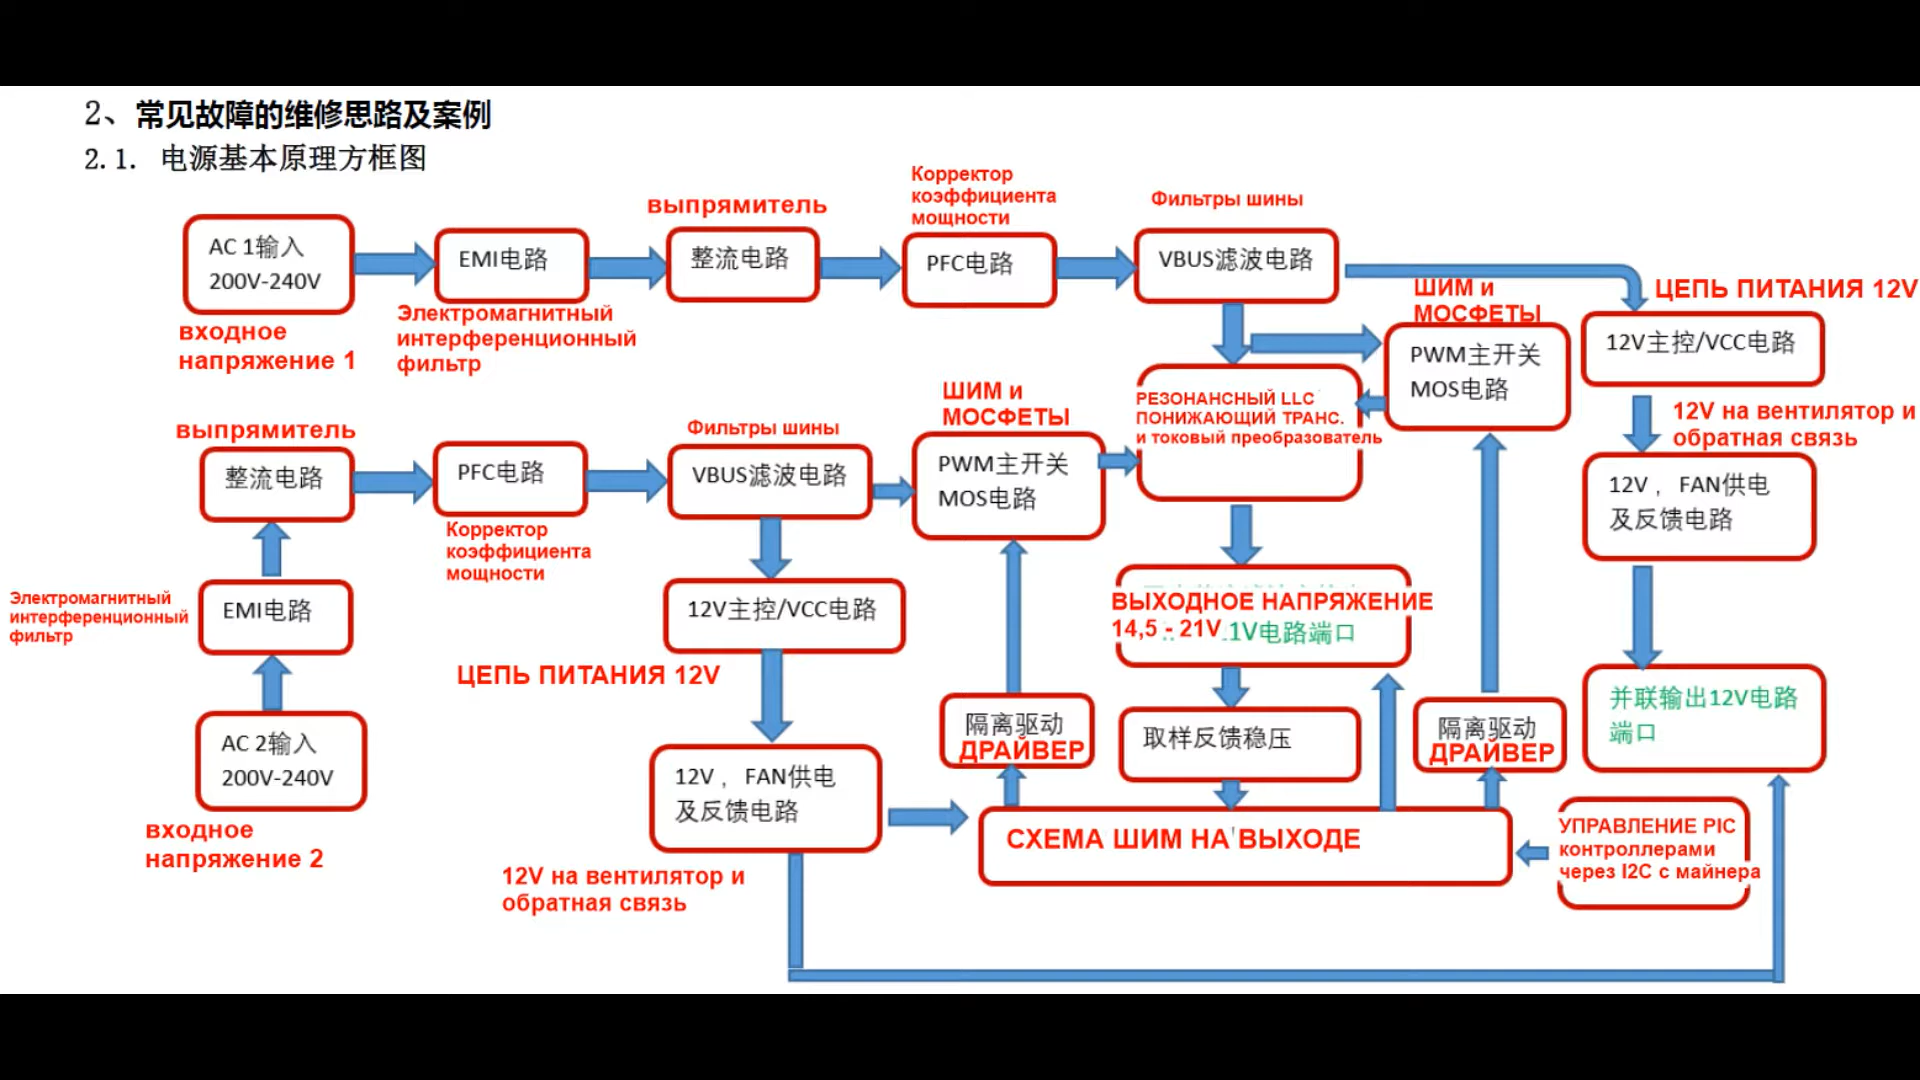 2、常见故障的维修思路及案例
2.1. 电源基本原理方框图
AC 1输入
200V-240V
входное
напряжение 1
EMI电路
Электромагнитный
интерференционный
фильтр
выпрямитель
整流电路
Корректор
коэффициента
мощности
PFC电路
Фильтры шины
VBUS滤波电路
ШИМ и
МОСФЕТЫ
PWM主开关
MOS电路
ЦЕПЬ ПИТАНИЯ 12V
12V主控/VCC电路
12V на вентилятор и
обратная связь
12V，FAN供电
及反馈电路
并联输出12V电路
端口
выпрямитель
整流电路
PFC电路
Корректор
коэффициента
мощности
Фильтры шины
VBUS滤波电路
ШИМ и
МОСФЕТЫ
PWM主开关
MOS电路
РЕЗОНАНСНЫЙ LLC
ПОНИЖАЮЩИЙ ТРАНС.
и токовый преобразователь
Электромагнитный
интерференционный
фильтр
EMI电路
12V主控/VCC电路
ЦЕПЬ ПИТАНИЯ 12V
ВЫХОДНОЕ НАПРЯЖЕНИЕ
14,5 - 21V 1V电路端口
AC 2输入
200V-240V
входное
напряжение 2
12V，FAN供电
及反馈电路
12V на вентилятор и
обратная связь
隔离驱动
ДРАЙВЕР
取样反馈稳压
隔离驱动
ДРАЙВЕР
СХЕМА ШИМ НА ВЫХОДЕ
УПРАВЛЕНИЕ PIC
контроллерами
через I2C с майнера